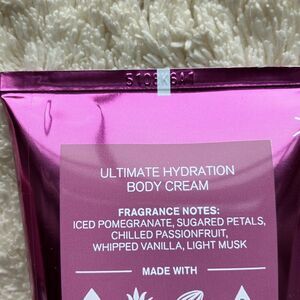 ULTIMATE HYDRATION
BODY CREAM
FRAGRANCE NOTES:
ICED POMEGRANATE, SUGARED PETALS,
CHILLED PASSIONFRUIT,
WHIPPED VANILLA, LIGHT MUSK
MADE WITH